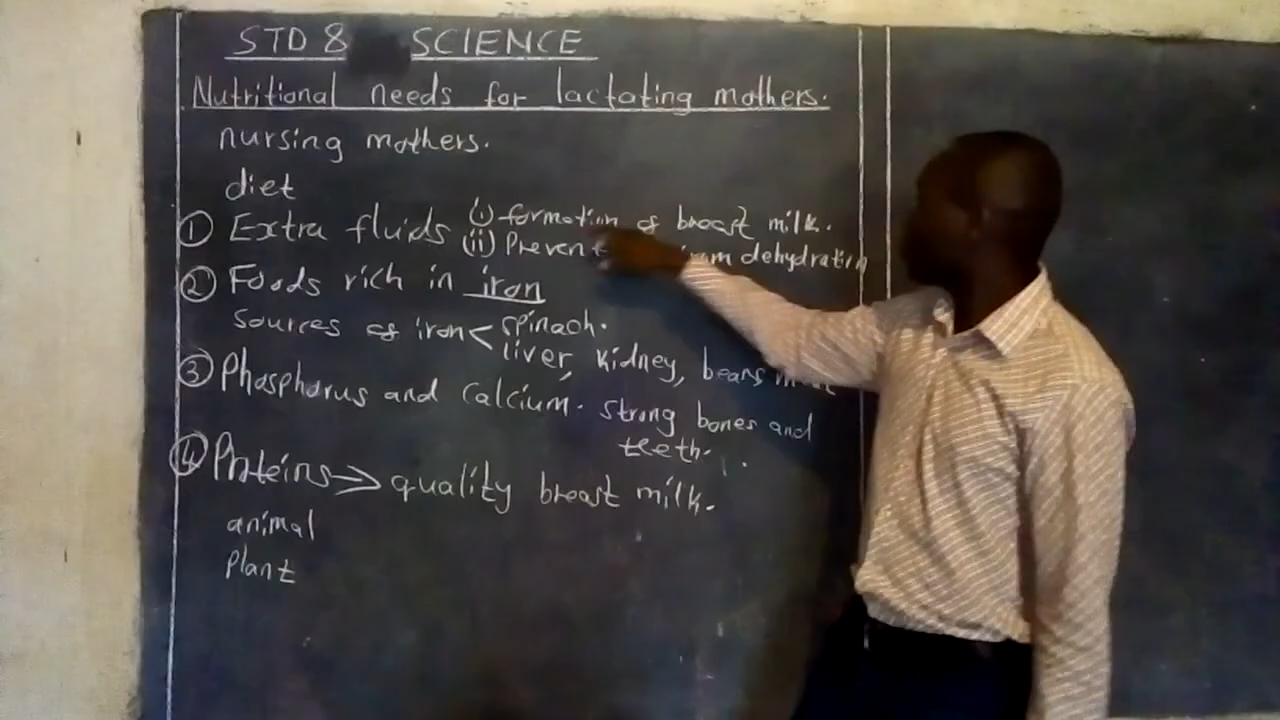 STD 8 SCIENCE
Nutritional needs for lactating mothers.
nursing mothers.
diet
① Extra fluids (i) formation of breast milk.
(ii) Prevent from dehydration
② Foods rich in iron
Sources of iron < spinach.
liver, kidney, beans
③ Phosphorus and Calcium. strong bones and
teeth.
④ Proteins → quality breast milk.
animal
Plant